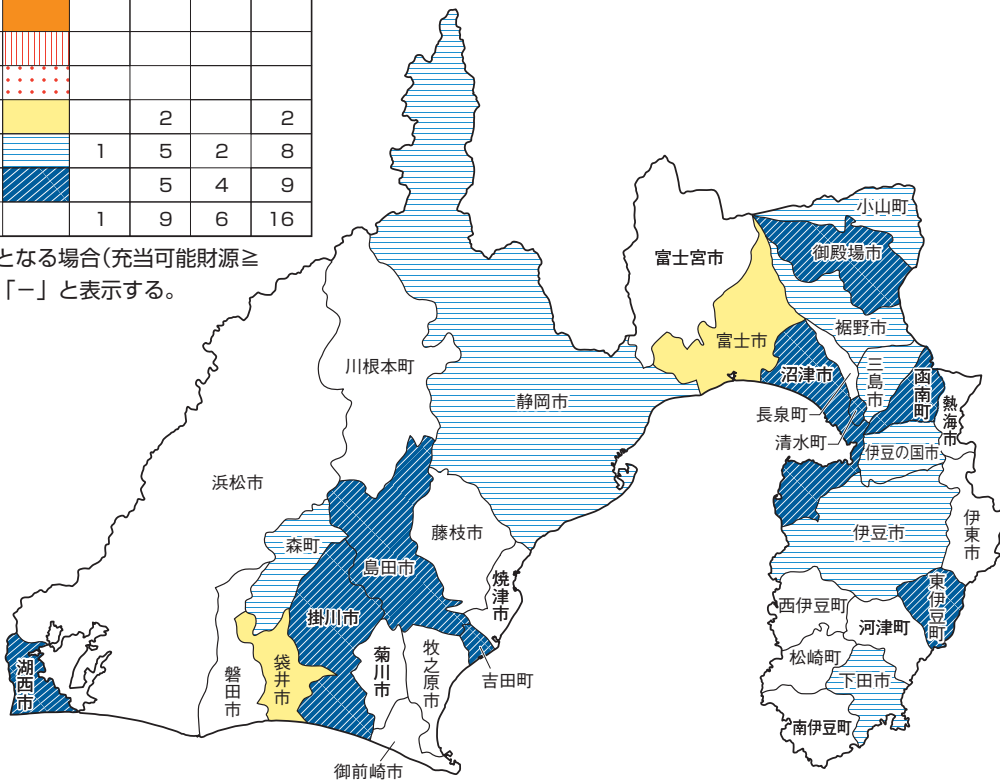 2 2
1 5 2 8
5 4 9
1 9 6 16
となる場合(充当可能財源≧
「−」と表示する。
小山町
御殿場市
富士宮市
裾野市
富士市
三島市
函南町
沼津市
熱海市
長泉町
清水町
伊豆の国市
川根本町
静岡市
浜松市
藤枝市
伊豆市
伊東市
森町
島田市
焼津市
東伊豆町
西伊豆町
掛川市
河津町
菊川市
牧之原市
松崎町
湖西市
袋井市
磐田市
吉田町
下田市
南伊豆町
御前崎市